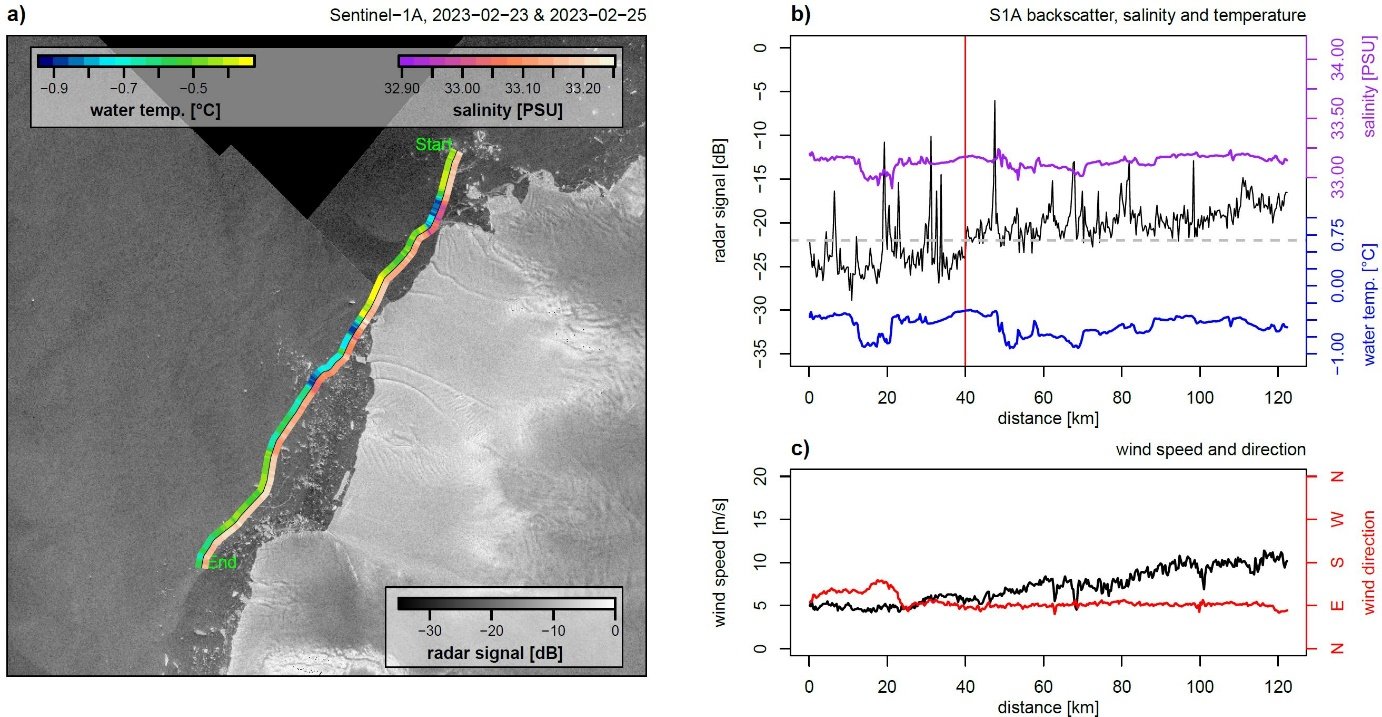 a)
Sentinel−1A, 2023−02−23 & 2023−02−25
−0.9 −0.7 −0.5
water temp. [°C]
32.90 33.00 33.10 33.20
salinity [PSU]
Start
End
−30 −20 −10 0
radar signal [dB]
b)
S1A backscatter, salinity and temperature
radar signal [dB]
0
−5
−10
−15
−20
−25
−30
−35
34.00
33.50
33.00
salinity [PSU]
0.75
0.00
−1.00
water temp. [°C]
0 20 40 60 80 100 120
distance [km]
c)
wind speed and direction
wind speed [m/s]
20
15
10
5
0
N
W
S
E
N
wind direction
0 20 40 60 80 100 120
distance [km]